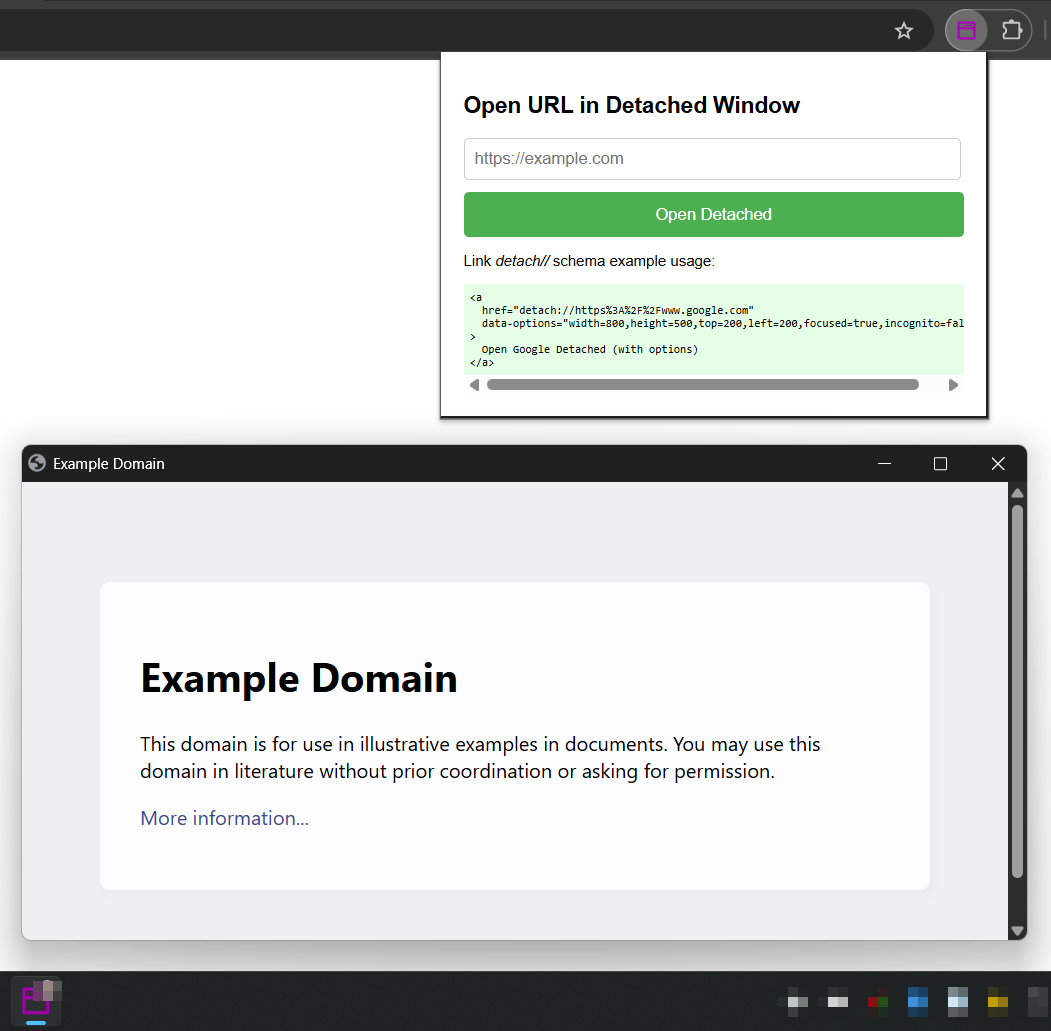 Open URL in Detached Window
https://example.com
Open Detached
Link detach// schema example usage:
<a
  href="detach://https%3A%2F%2Fwww.google.com"
  data-options="width=800,height=500,top=200,left=200,focused=true,incognito=fal
>
  Open Google Detached (with options)
</a>
Example Domain
Example Domain
This domain is for use in illustrative examples in documents. You may use this
domain in literature without prior coordination or asking for permission.
More information...